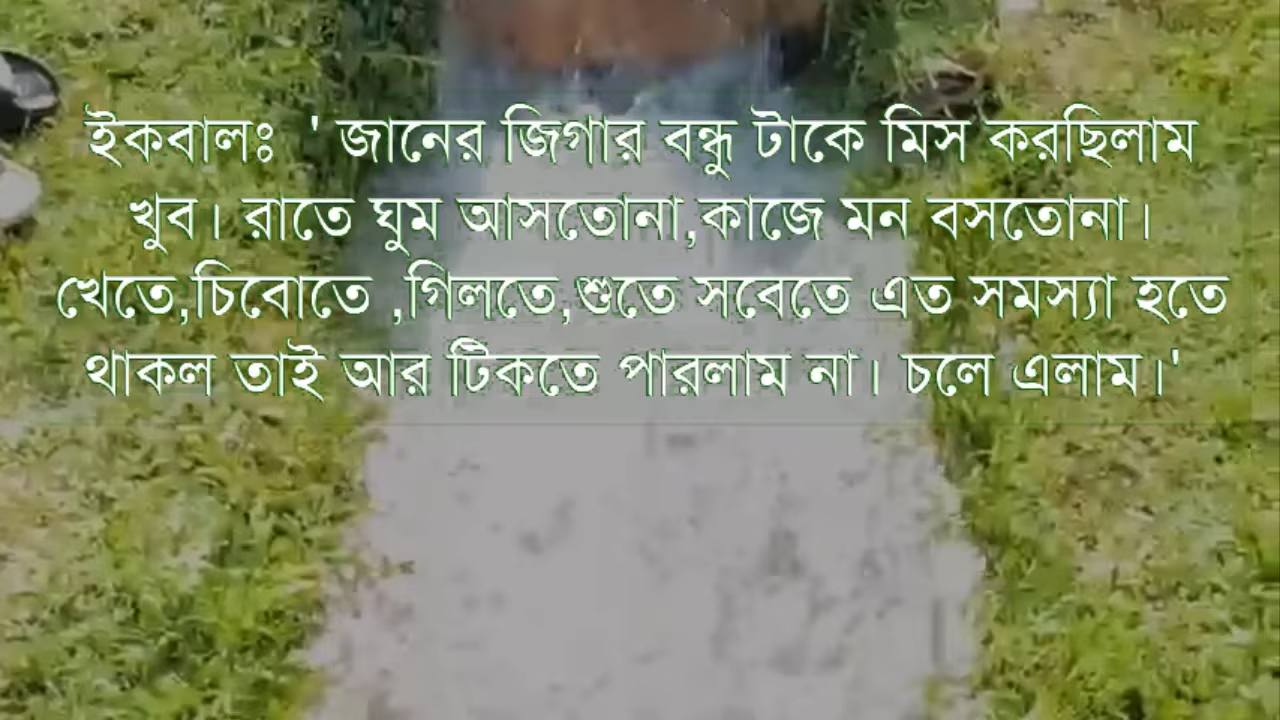 ইকবালঃ ' জানের জিগার বন্ধু টাকে মিস করছিলাম
খুব। রাতে ঘুম আসতোনা,কাজে মন বসতোনা।
খেতে,চিবোতে ,গিলতে,শুতে সবেতে এত সমস্যা হতে
থাকল তাই আর টিকতে পারলাম না। চলে এলাম।'